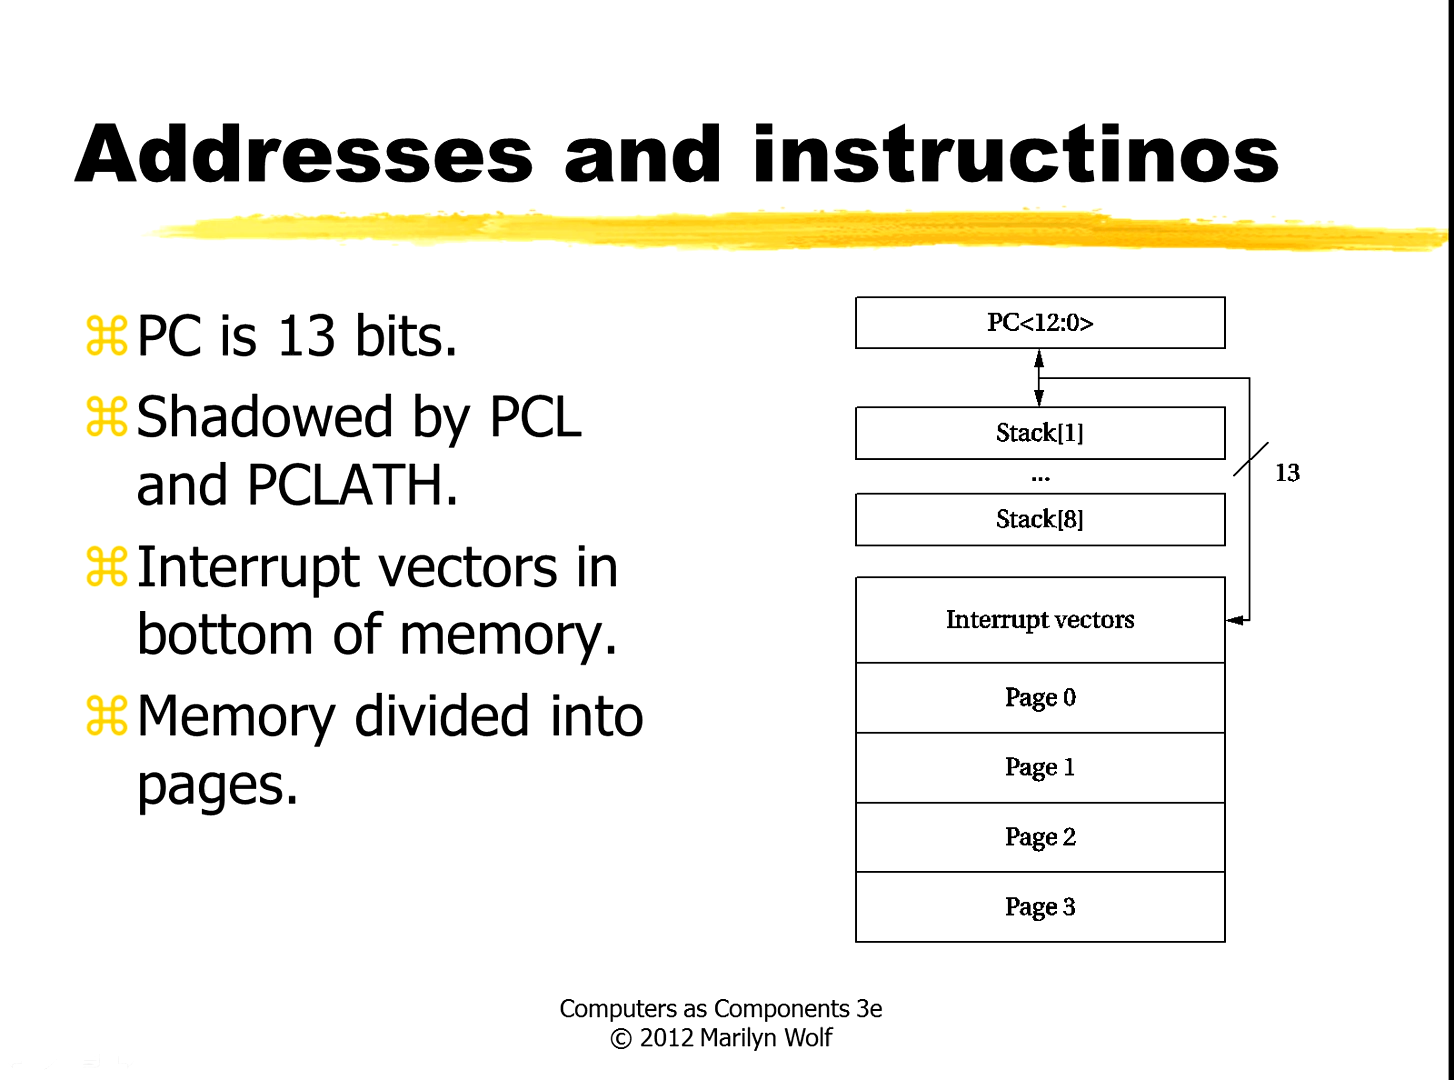 Addresses and instructinos
PC is 13 bits.
Shadowed by PCL
and PCLATH.
Interrupt vectors in
bottom of memory.
Memory divided into
pages.
PC<12:0>
Stack[1]
...
Stack[8]
13
Interrupt vectors
Page 0
Page 1
Page 2
Page 3
Computers as Components 3e
© 2012 Marilyn Wolf